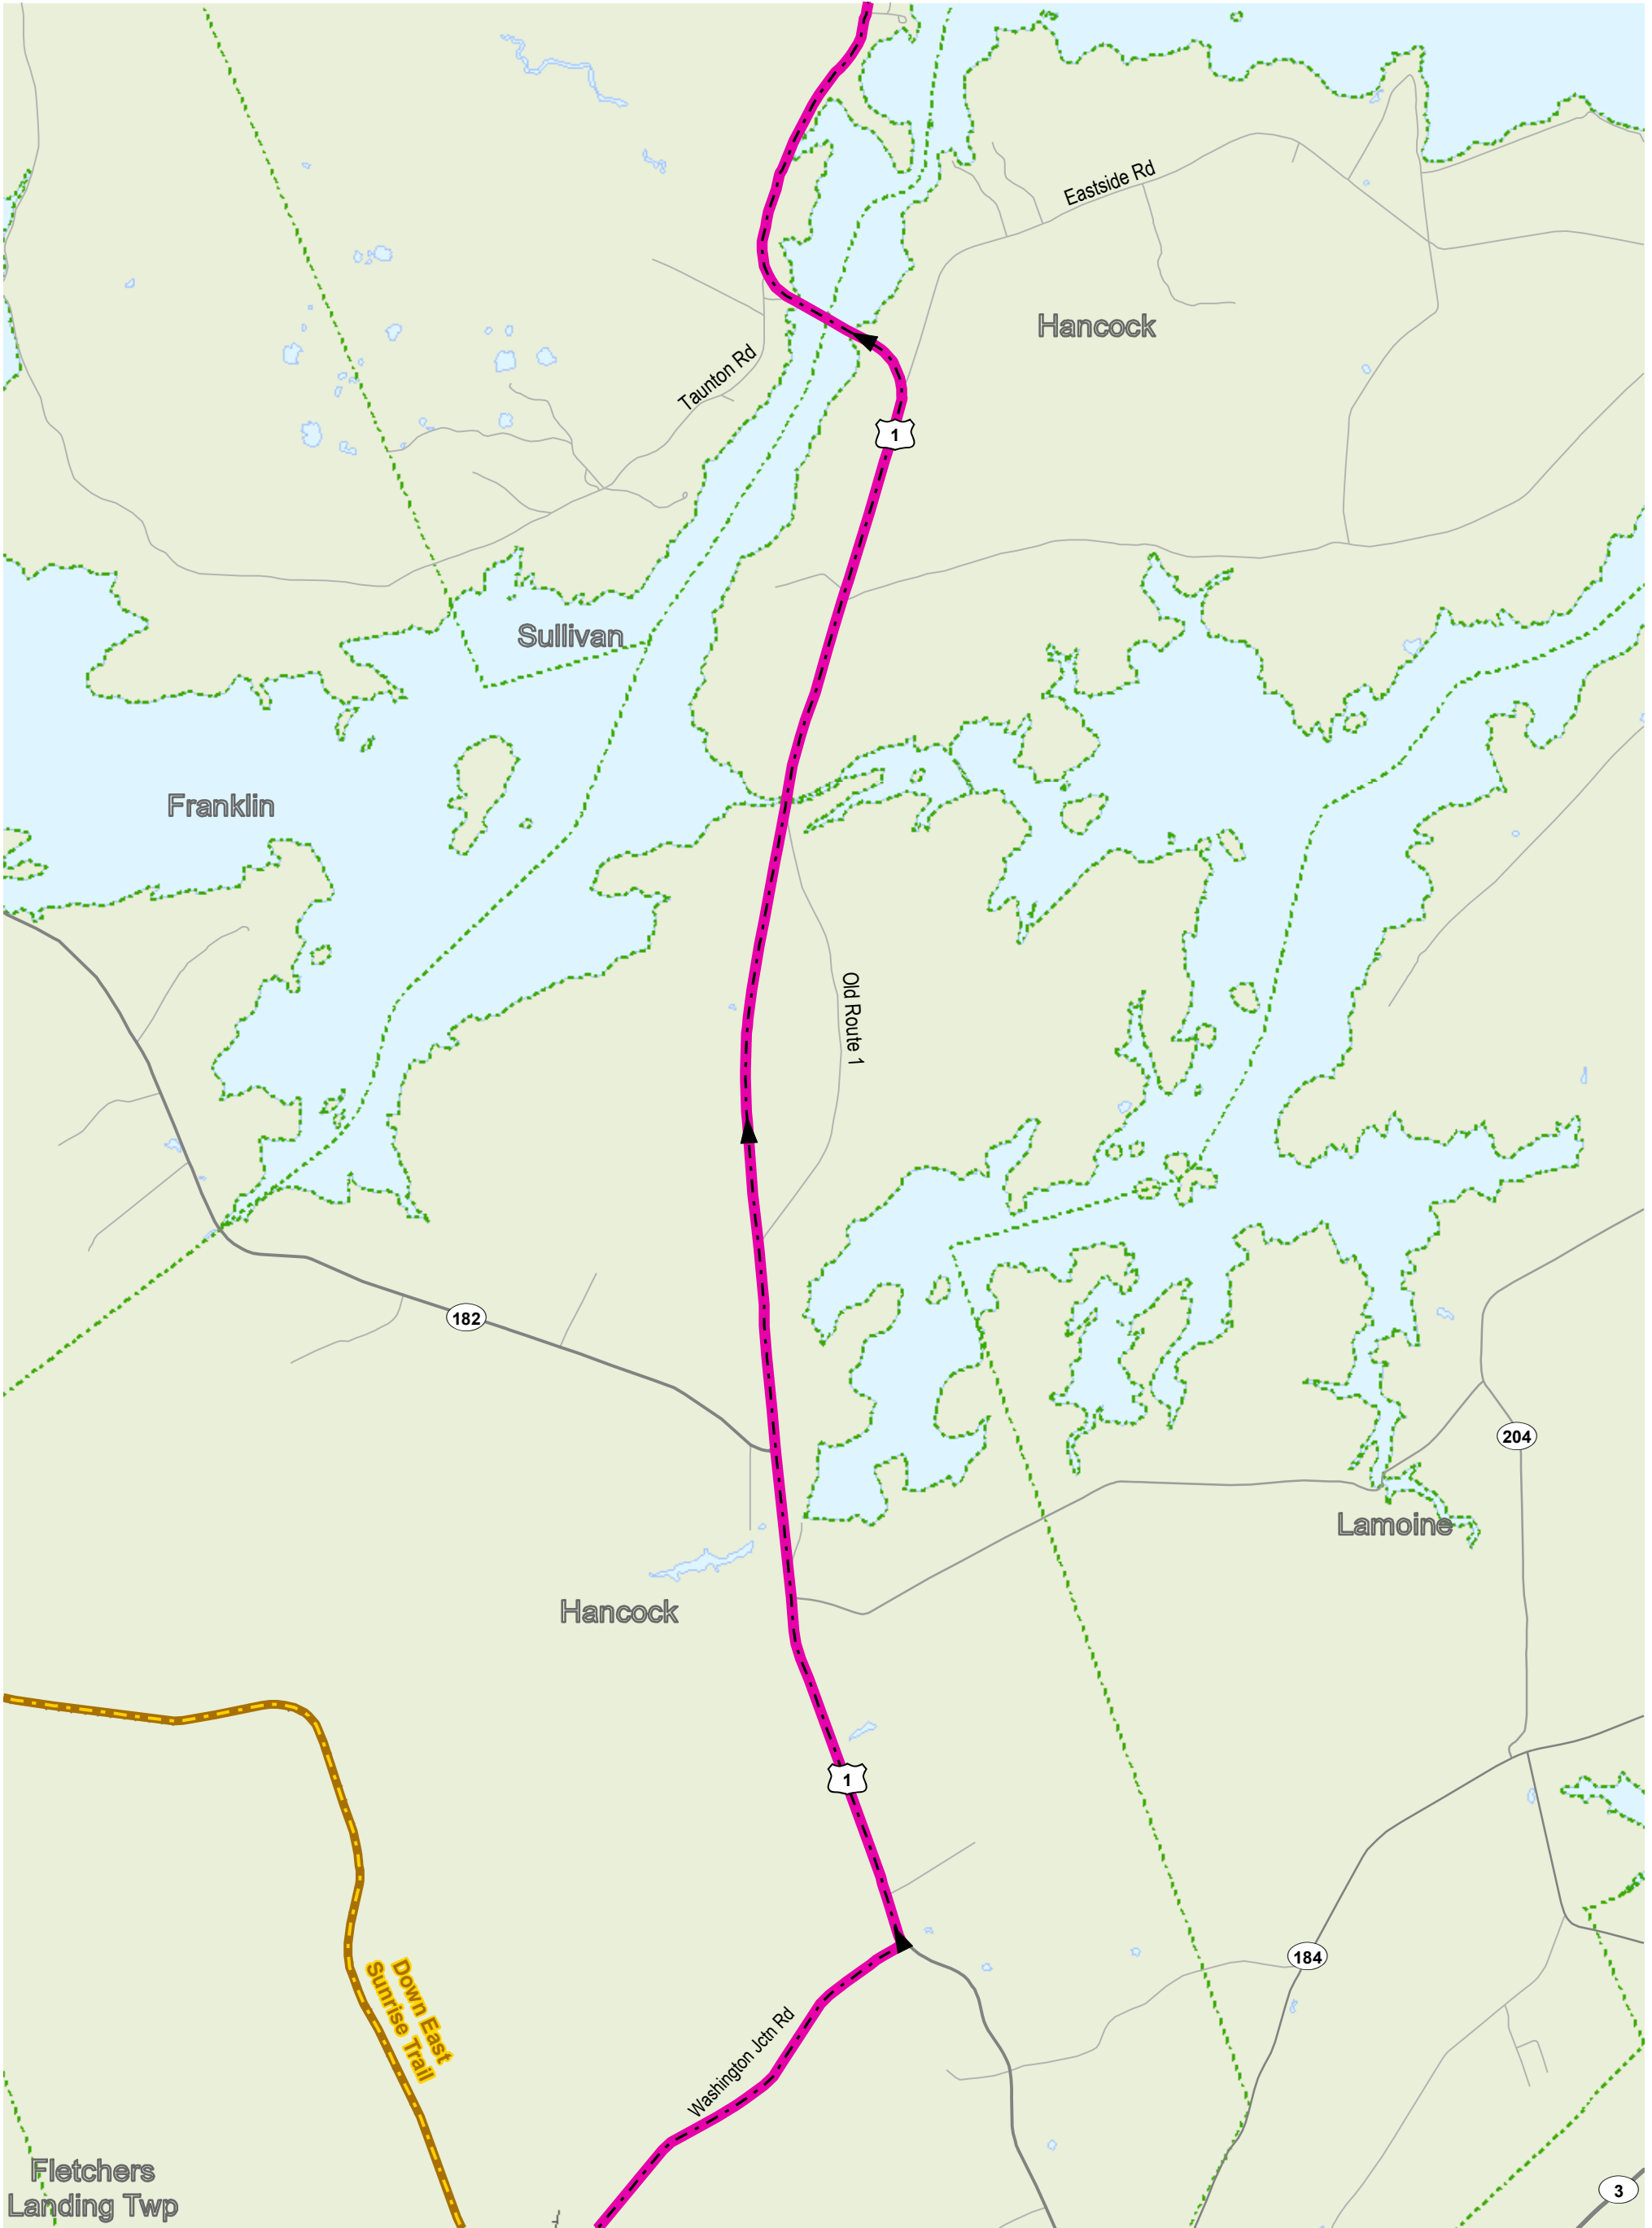 Eastside Rd
Hancock
Taunton Rd
1
Sullivan
Franklin
Old Route 1
182
204
Lamoine
Hancock
1
184
Down East
Sunrise Trail
Washington Jctn Rd
Fletchers
Landing Twp
3